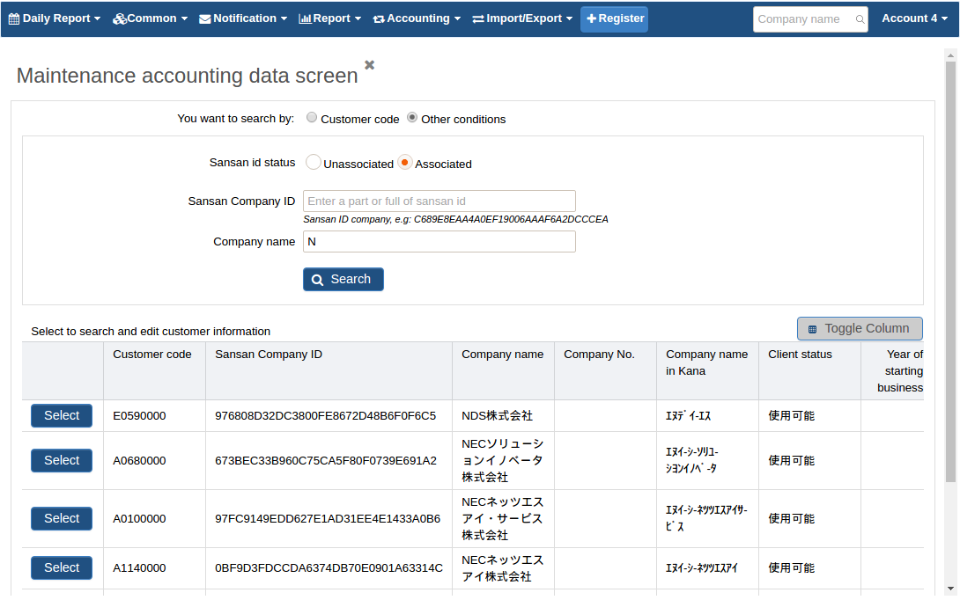 Daily Report Common Notification Report Accounting Import/Export Register Company name Account 4
Maintenance accounting data screen
You want to search by: Customer code Other conditions
Sansan id status Unassociated Associated
Sansan Company ID Enter a part or full of sansan id
Sansan ID company, e.g: C689E8EAA4A0EF19006AAAF6A2DCCCEA
Company name N
Search
Select to search and edit customer information Toggle Column
Customer code Sansan Company ID Company name Company No. Company name Client status Year of
in Kana starting
business
Select E0590000 976808D32DC3800FE8672D48B6F0F6C5 NDS株式会社 ｴﾇﾃﾞｲｰｴｽ 使用可能
NECソリューシ
Select A0680000 673BEC33B960C75CA5F80F0739E691A2 ョンイノベータ ｴﾇｲｰｼｰｿﾘﾕｰ 使用可能
株式会社 ｼﾖﾝｲﾉﾍﾞｰﾀ
NECネッツエス
Select A0100000 97FC9149EDD627E1AD31EE4E1433A0B6 アイ・サービス ｴﾇｲｰｼｰﾈﾂﾂｴｽｱｲｻｰ 使用可能
株式会社 ﾋﾞｽ
NECネッツエス
Select A1140000 0BF9D3FDCCDA6374DB70E0901A63314C アイ株式会社 ｴﾇｲｰｼｰﾈﾂﾂｴｽｱｲ 使用可能